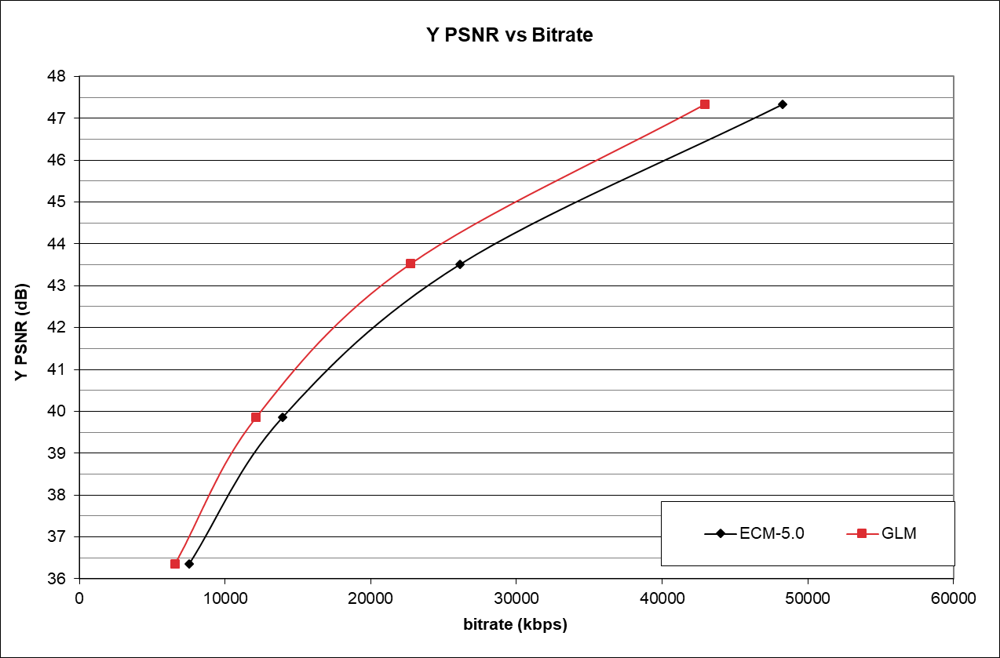 Y PSNR vs Bitrate
48
47
46
45
44
43
42
41
40
39
38
37
36
Y PSNR (dB)
ECM-5.0 GLM
0 10000 20000 30000 40000 50000 60000
bitrate (kbps)